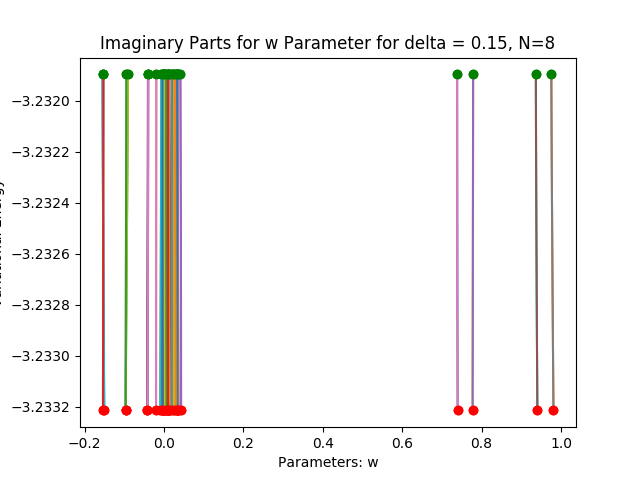 Imaginary Parts for w Parameter for delta = 0.15, N=8
−3.2320
−3.2322
−3.2324
−3.2326
−3.2328
−3.2330
−3.2332
−0.2 0.0 0.2 0.4 0.6 0.8 1.0
Parameters: w